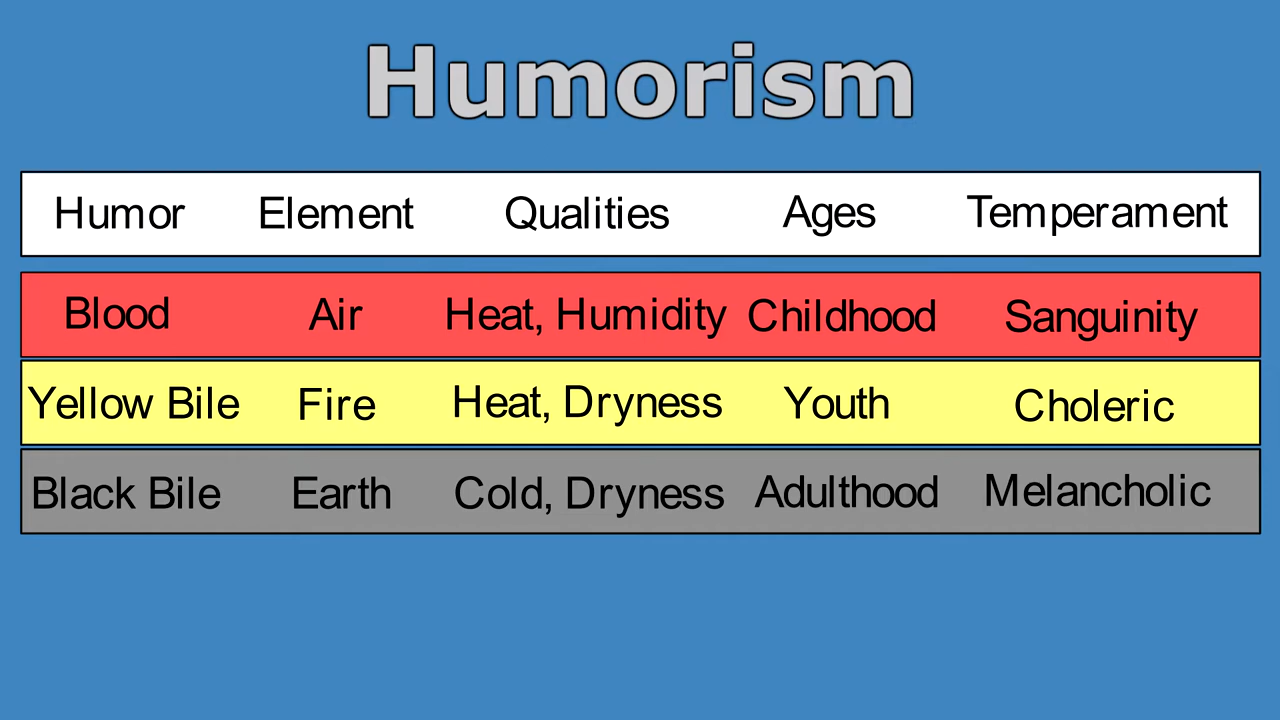 Humorism
Humor Element Qualities Ages Temperament
Blood Air Heat, Humidity Childhood Sanguinity
Yellow Bile Fire Heat, Dryness Youth Choleric
Black Bile Earth Cold, Dryness Adulthood Melancholic